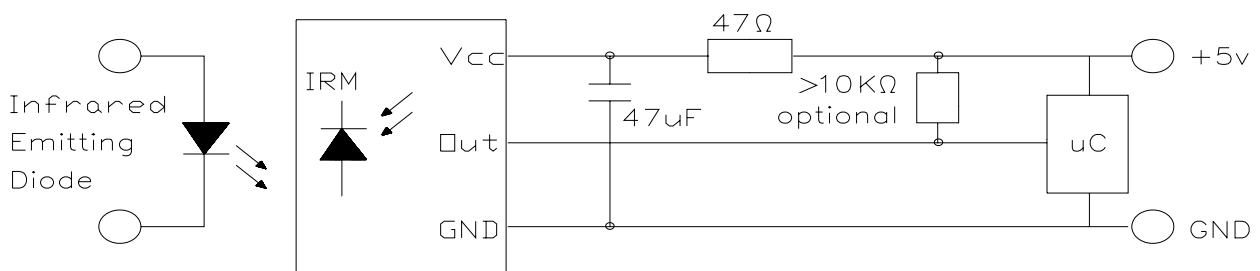 Infrared
Emitting
Diode
IRM
Vcc
Out
GND
47Ω
47uF
>10KΩ
optional
uC
+5v
GND